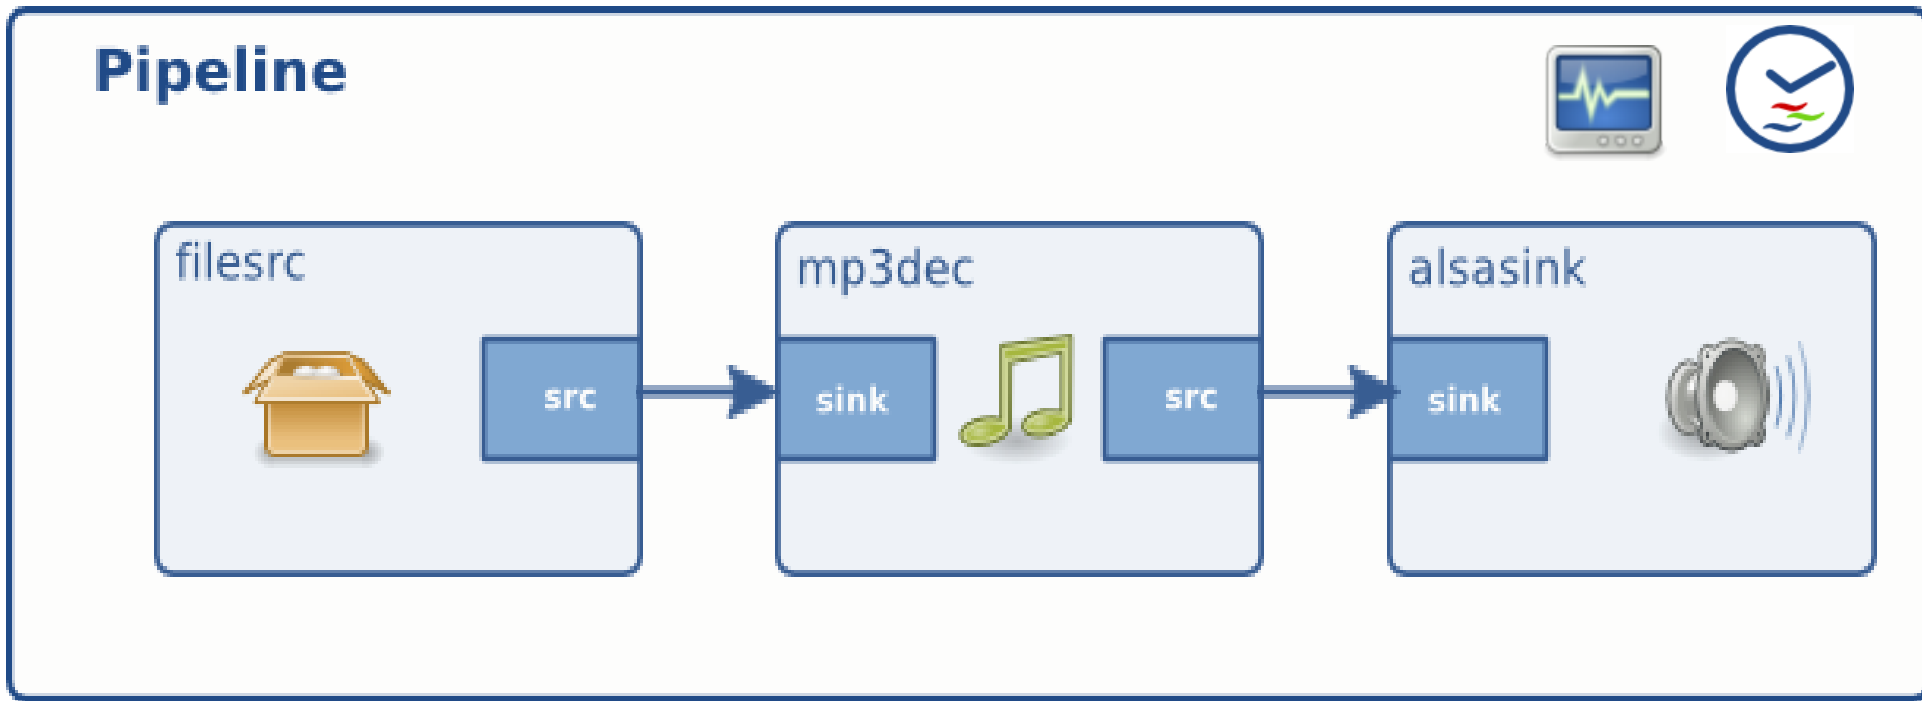 Pipeline
filesrc
mp3dec
alsasink
src
sink
src
sink